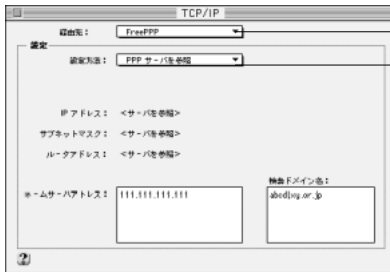 TCP/IP
経由先： FreePPP
設定
設定方法： PPP サーバを参照
IP アドレス： <サーバを参照>
サブネットマスク： <サーバを参照>
ルータアドレス： <サーバを参照>
検索ドメイン名：
ネームサーバアドレス： 111.111.111.111
or.jp
?